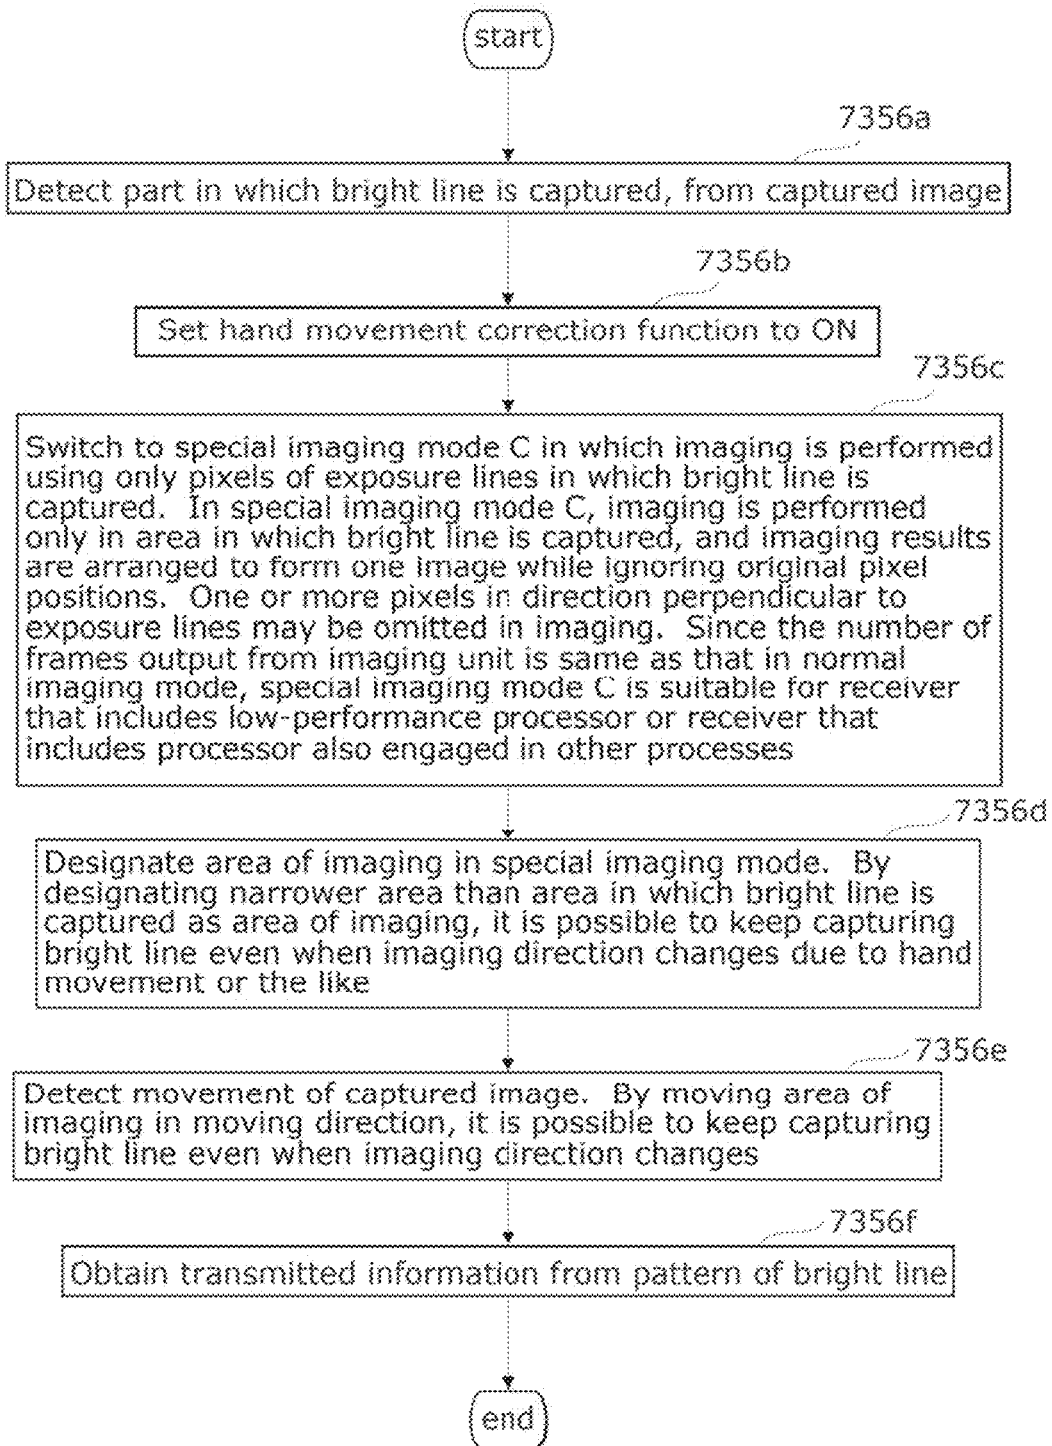 start
7356a
Detect part in which bright line is captured, from captured image
7356b
Set hand movement correction function to ON
7356c
Switch to special imaging mode C in which imaging is performed
using only pixels of exposure lines in which bright line is
captured. In special imaging mode C, imaging is performed
only in area in which bright line is captured, and imaging results
are arranged to form one image while ignoring original pixel
positions. One or more pixels in direction perpendicular to
exposure lines may be omitted in imaging. Since the number of
frames output from imaging unit is same as that in normal
imaging mode, special imaging mode C is suitable for receiver
that includes low-performance processor or receiver that
includes processor also engaged in other processes
7356d
Designate area of imaging in special imaging mode. By
designating narrower area than area in which bright line is
captured as area of imaging, it is possible to keep capturing
bright line even when imaging direction changes due to hand
movement or the like
7356e
Detect movement of captured image. By moving area of
imaging in moving direction, it is possible to keep capturing
bright line even when imaging direction changes
7356f
Obtain transmitted information from pattern of bright line
end